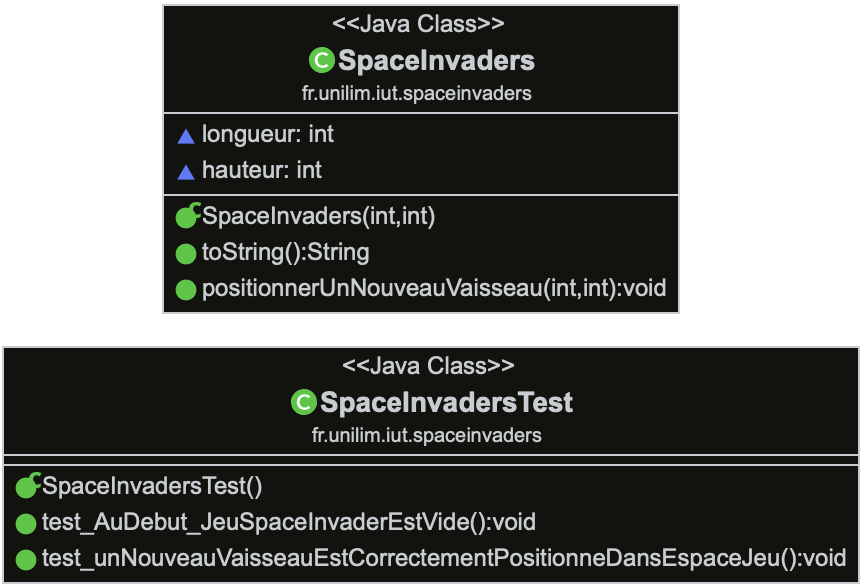 <<Java Class>>
SpaceInvaders
fr.unilim.iut.spaceinvaders
longueur: int
hauteur: int
SpaceInvaders(int,int)
toString():String
positionnerUnNouveauVaisseau(int,int):void
<<Java Class>>
SpaceInvadersTest
fr.unilim.iut.spaceinvaders
SpaceInvadersTest()
test_AuDebut_JeuSpaceInvaderEstVide():void
test_unNouveauVaisseauEstCorrectementPositionneDansEspaceJeu():void